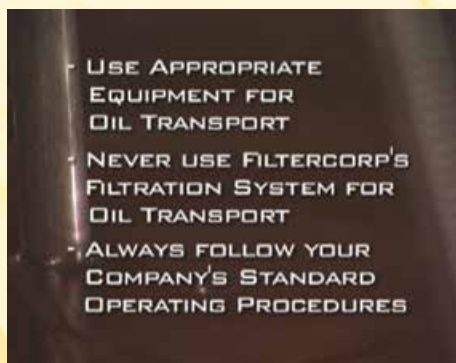 - Use Appropriate
Equipment for
Oil Transport
- Never use Filtercorp's
Filtration System for
Oil Transport
- Always follow your
Company's Standard
Operating Procedures